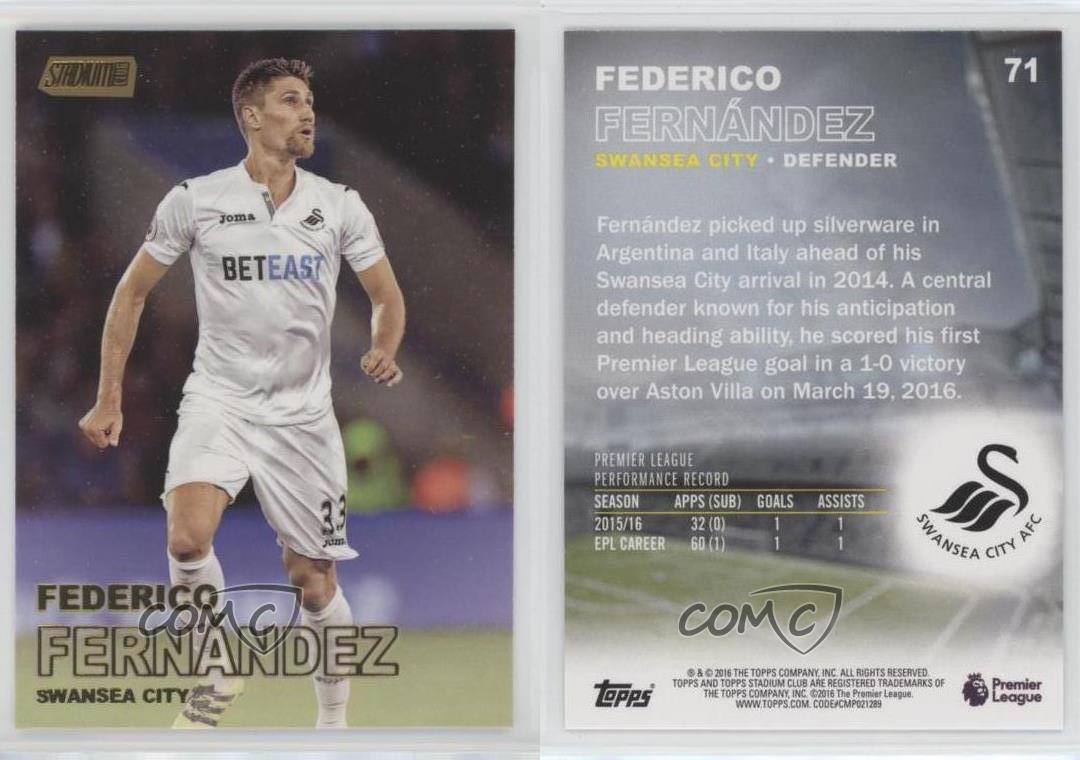 STADIUM CLUB
Joma
BETEAST
33
Joma
FEDERICO
FERNÁNDEZ
SWANSEA CITY
COMC
FEDERICO
71
FERNÁNDEZ
SWANSEA CITY • DEFENDER
Fernández picked up silverware in
Argentina and Italy ahead of his
Swansea City arrival in 2014. A central
defender known for his anticipation
and heading ability, he scored his first
Premier League goal in a 1-0 victory
over Aston Villa on March 19, 2016.
PREMIER LEAGUE
PERFORMANCE RECORD
SEASON APPS (SUB) GOALS ASSISTS
2015/16 32 (0) 1 1
EPL CAREER 60 (1) 1 1
SWANSEA CITY AFC
COMC
® & © 2016 THE TOPPS COMPANY, INC. ALL RIGHTS RESERVED.
TOPPS AND TOPPS STADIUM CLUB ARE REGISTERED TRADEMARKS OF
THE TOPPS COMPANY, INC. ©2016 The Premier League.
WWW.TOPPS.COM. CODE#CMP021289
Topps®
Premier
League